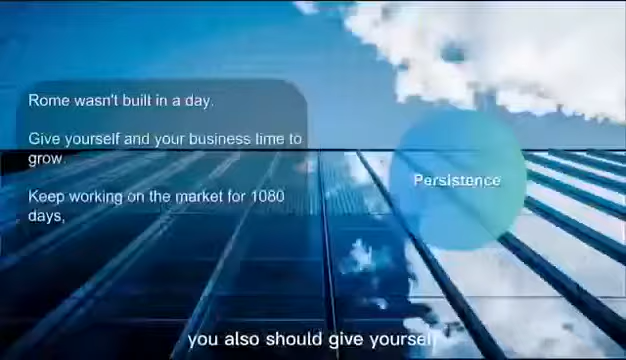 Rome wasn't built in a day.
Give yourself and your business time to
grow.
Keep working on the market for 1080
days,
Persistence
you also should give yourself